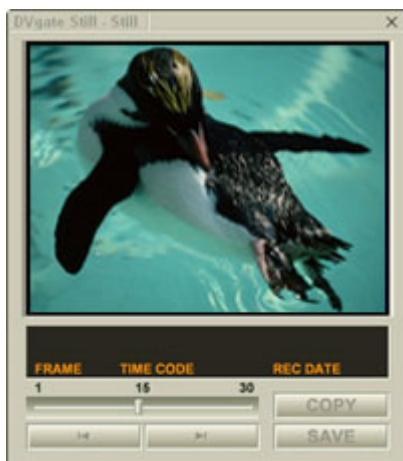 DVgate Still - Still
FRAME TIME CODE REC DATE
1 15 30
COPY
SAVE